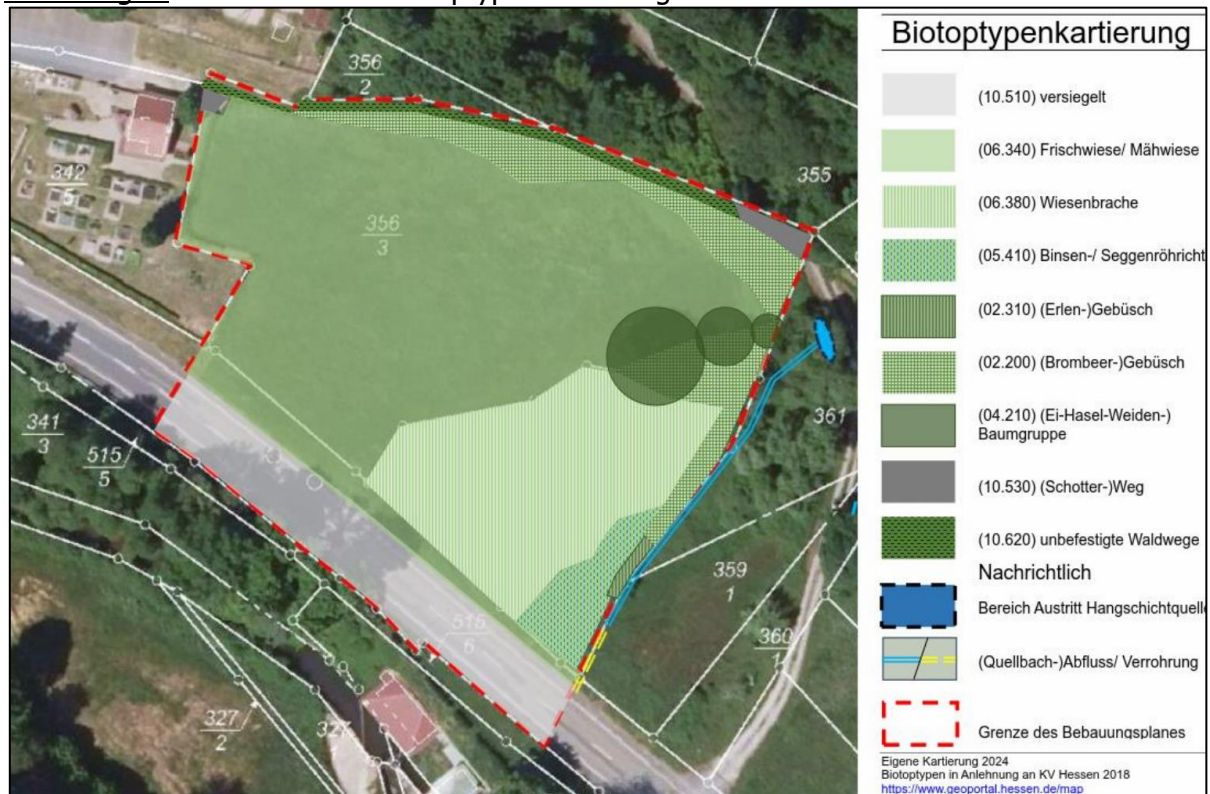 Biotoptypenkartierung
(10.510) versiegelt
(06.340) Frischwiese/ Mähwiese
(06.380) Wiesenbrache
(05.410) Binsen-/ Seggenröhricht
(02.310) (Erlen-)Gebüsch
(02.200) (Brombeer-)Gebüsch
(04.210) (Ei-Hasel-Weiden-)
Baumgruppe
(10.530) (Schotter-)Weg
(10.620) unbefestigte Waldwege
Nachrichtlich
Bereich Austritt Hangschichtquelle
(Quellbach-)Abfluss/ Verrohrung
Grenze des Bebauungsplanes
Eigene Kartierung 2024
Biotoptypen in Anlehnung an KV Hessen 2018
https://www.geoportal.hessen.de/map
356
2
355
342
5
356
3
361
341
3
515
5
359
1
360
1
516
6
327
2
327